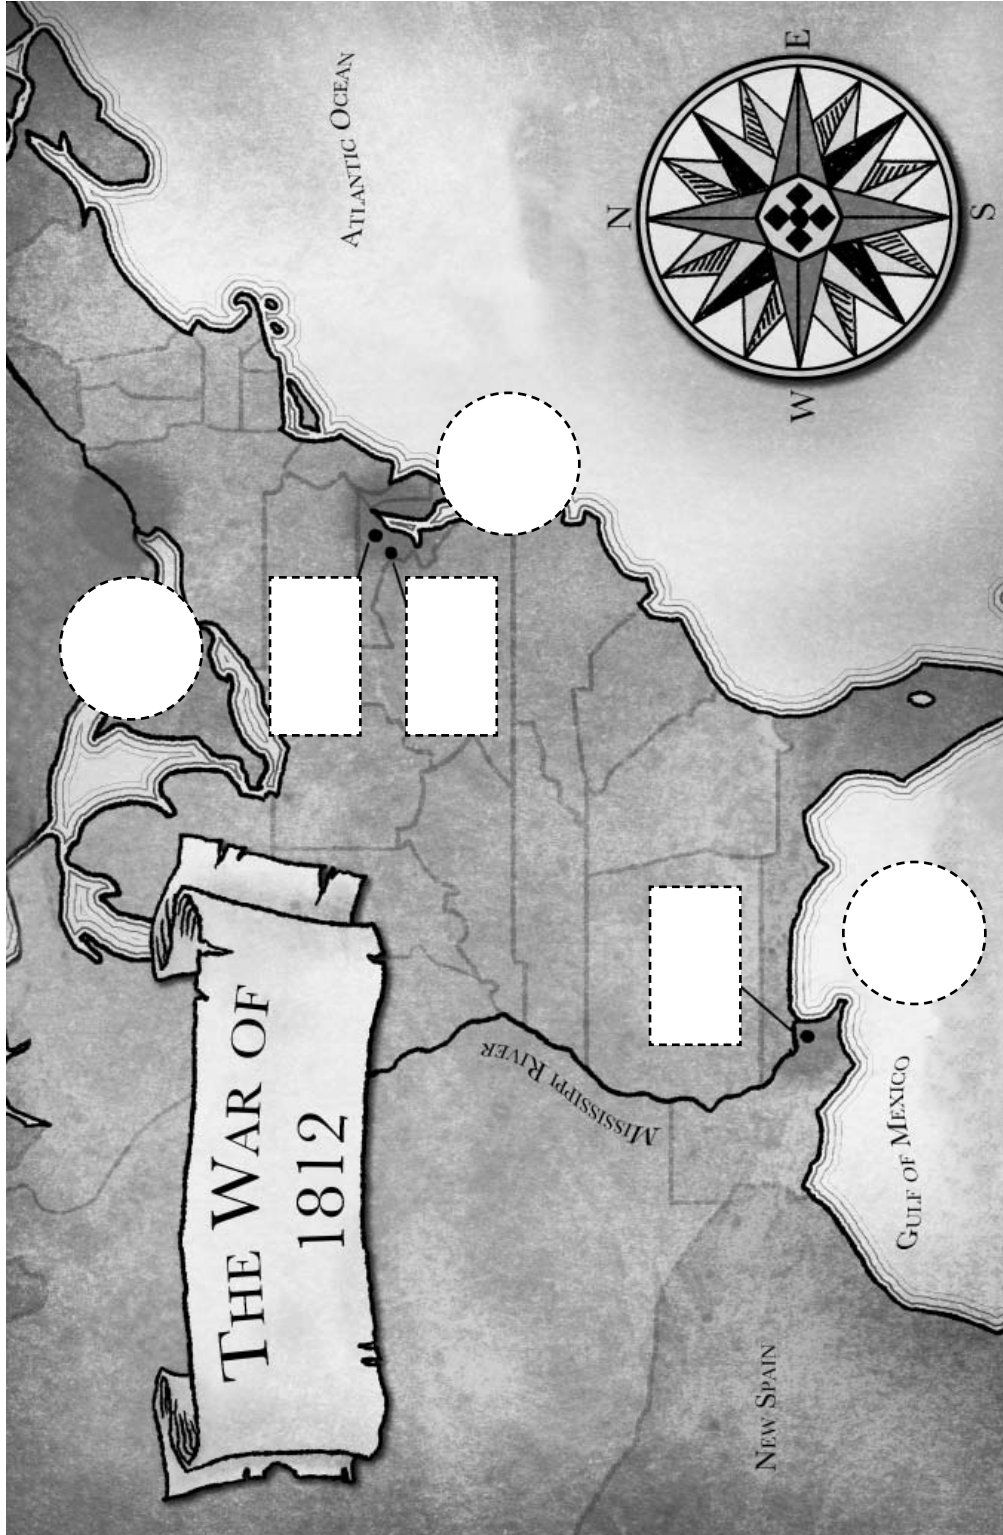 THE WAR OF
1812
ATLANTIC OCEAN
N
E
S
W
MISSISSIPPI RIVER
GULF OF MEXICO
NEW SPAIN